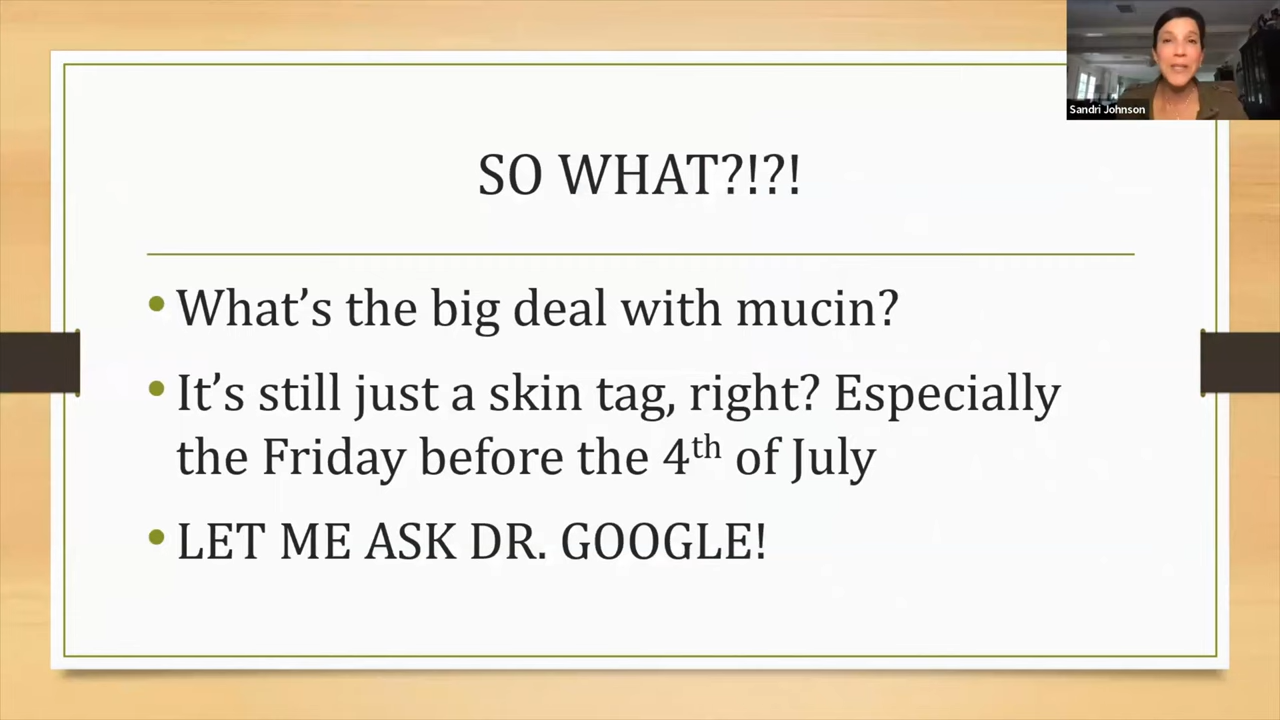 Sandri Johnson
SO WHAT?!?!
• What's the big deal with mucin?
• It's still just a skin tag, right? Especially
the Friday before the 4th of July
• LET ME ASK DR. GOOGLE!